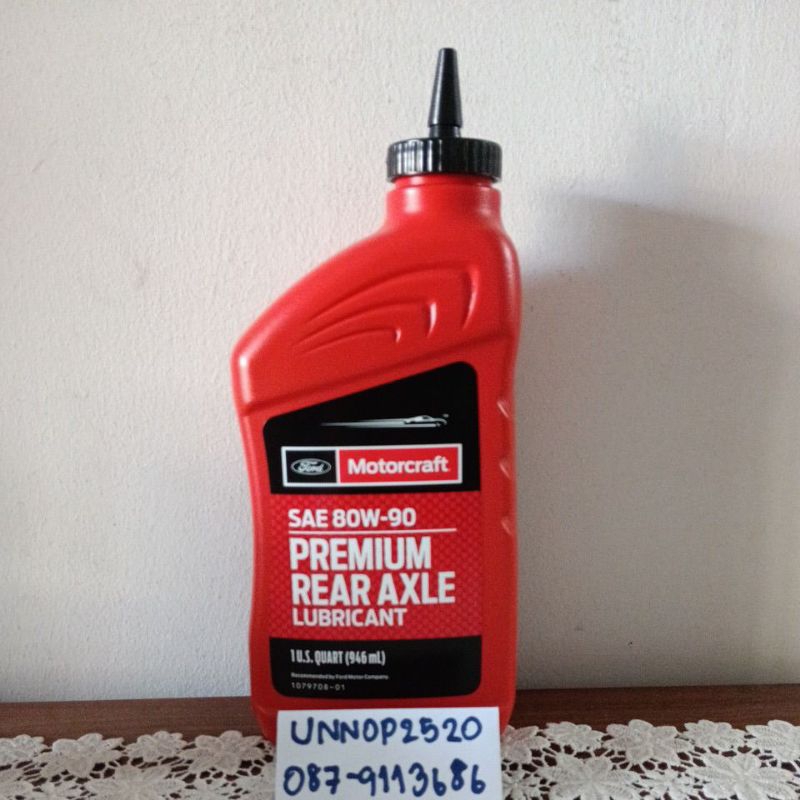 Ford Motorcraft
SAE 80W-90
PREMIUM
REAR AXLE
LUBRICANT
1 U.S. QUART (946 mL)
Recommended by Ford Motor Company
1079708-01
UNNOP2520
087-9113686